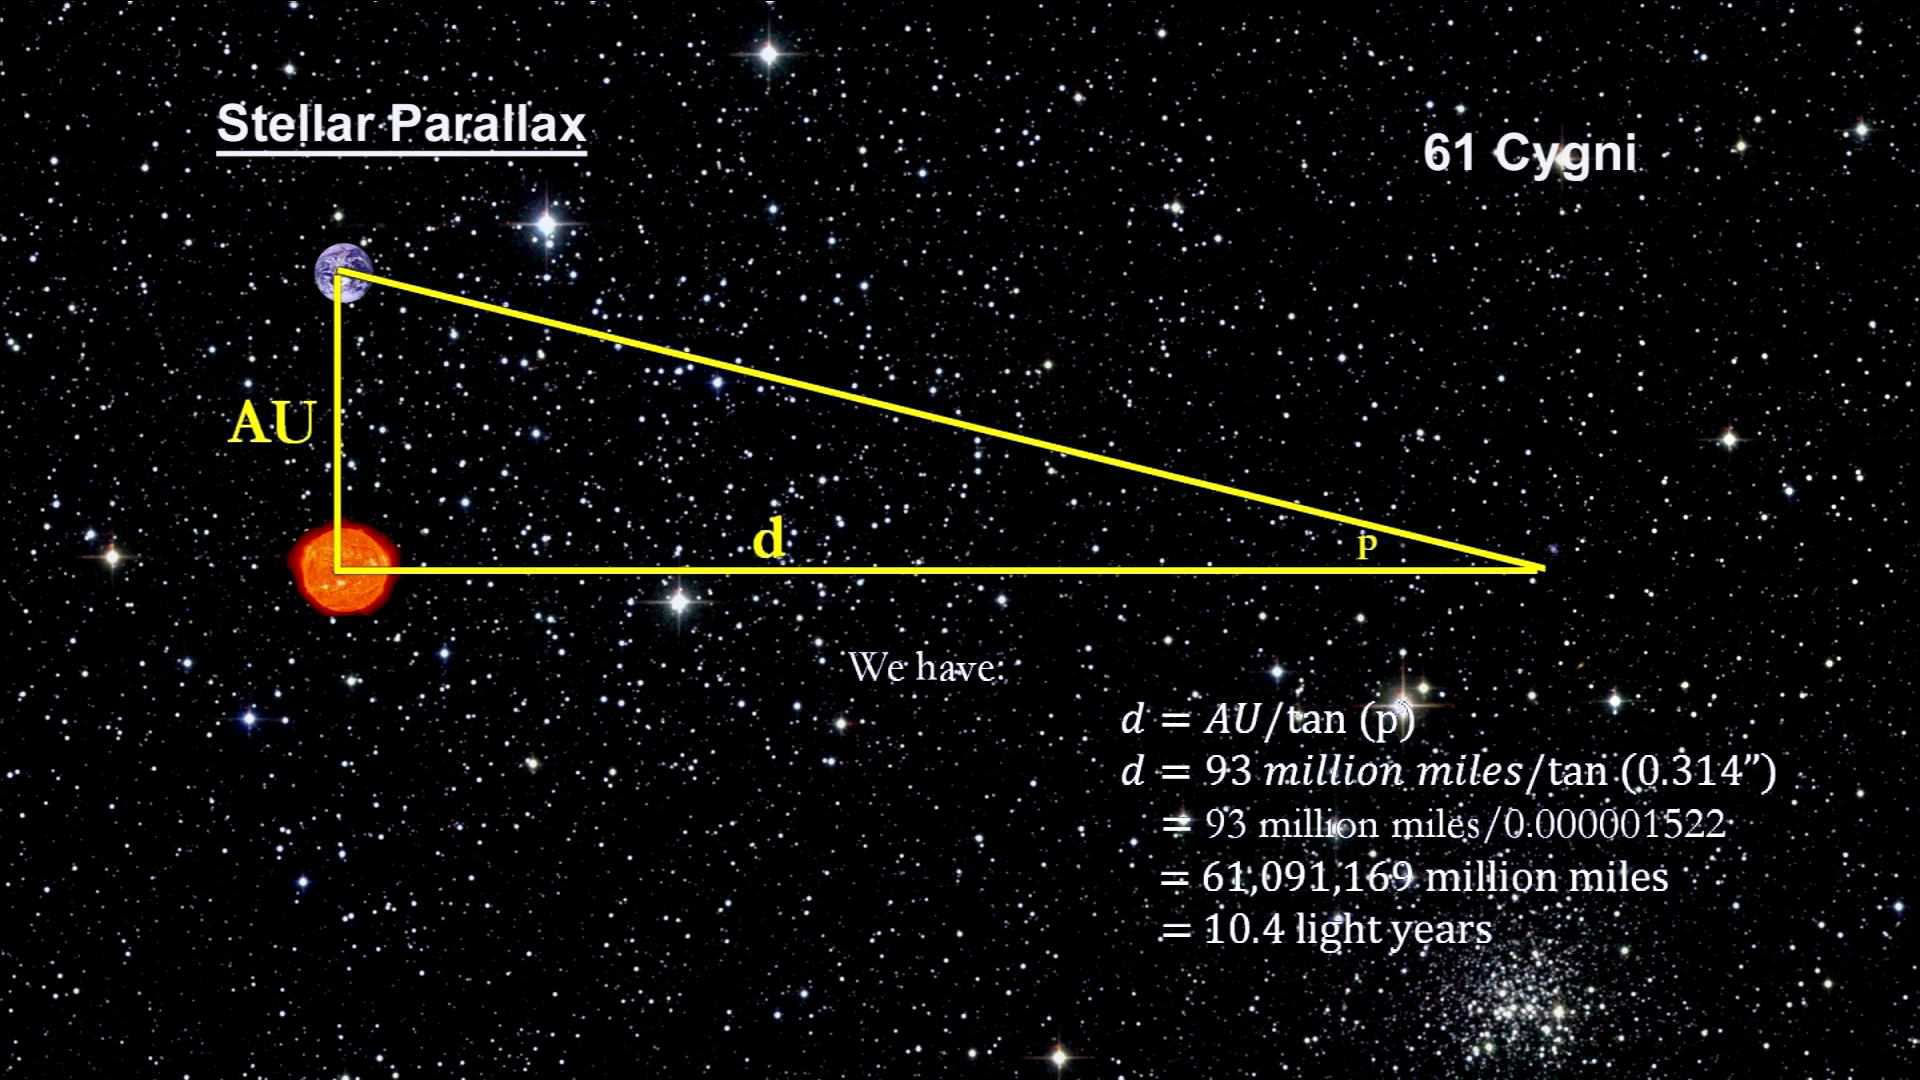 Stellar Parallax
61 Cygni
AU
d
p
We have:
d = AU/tan (p)
d = 93 million miles/tan (0.314”)
= 93 million miles/0.000001522
= 61,091,169 million miles
= 10.4 light years